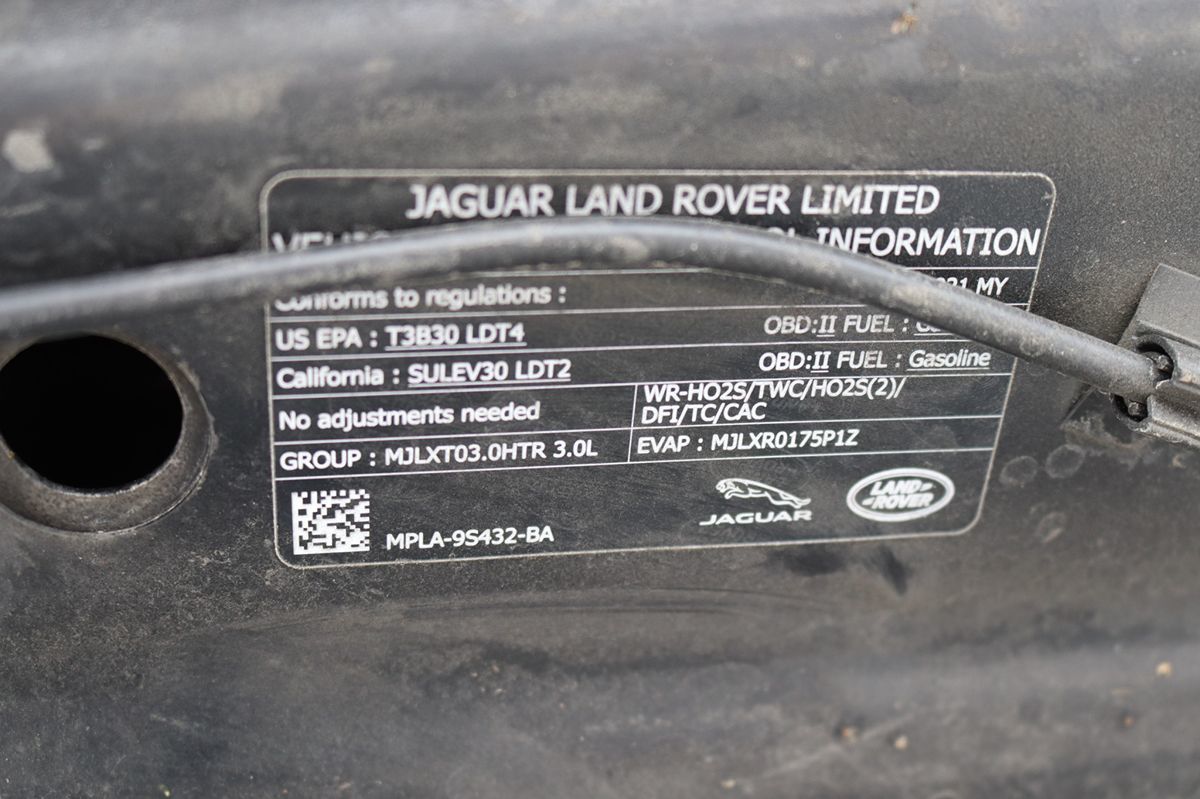 JAGUAR LAND ROVER LIMITED
INFORMATION
Conforms to regulations :
MY
US EPA : T3B30 LDT4
OBD:II FUEL :
California : SULEV30 LDT2
OBD:II FUEL : Gasoline
No adjustments needed
WR-HO2S/TWC/HO2S(2)/
DFI/TC/CAC
GROUP : MJLXT03.0HTR 3.0L
EVAP : MJLXR0175P1Z
MPLA-9S432-BA
JAGUAR
LAND
ROVER